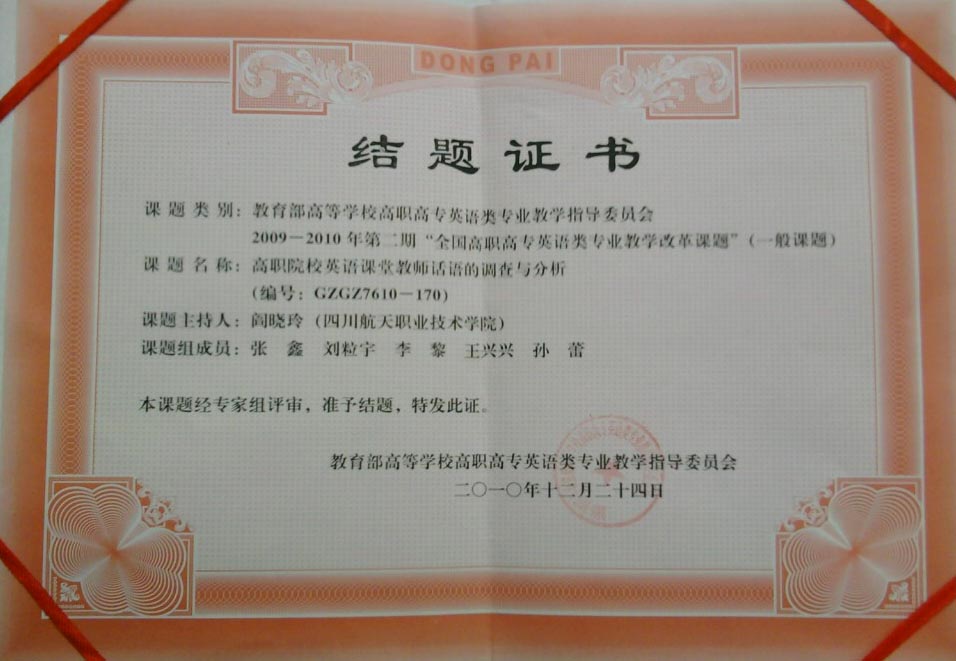 DONG PAI
结题证书
课题类别：教育部高等学校高职高专英语类专业教学指导委员会
2009－2010年第二期“全国高职高专英语类专业教学改革课题”（一般课题）
课题名称：高职院校英语课堂教师话语的调查与分析
（编号：GZGZ7610－170）
课题主持人：阎晓玲（四川航天职业技术学院）
课题组成员：张鑫 刘粒宇 李黎 王兴兴 孙蕾
本课题经专家组评审，准予结题，特发此证。
教育部高等学校高职高专英语类专业教学指导委员会
二〇一〇年十二月二十四日